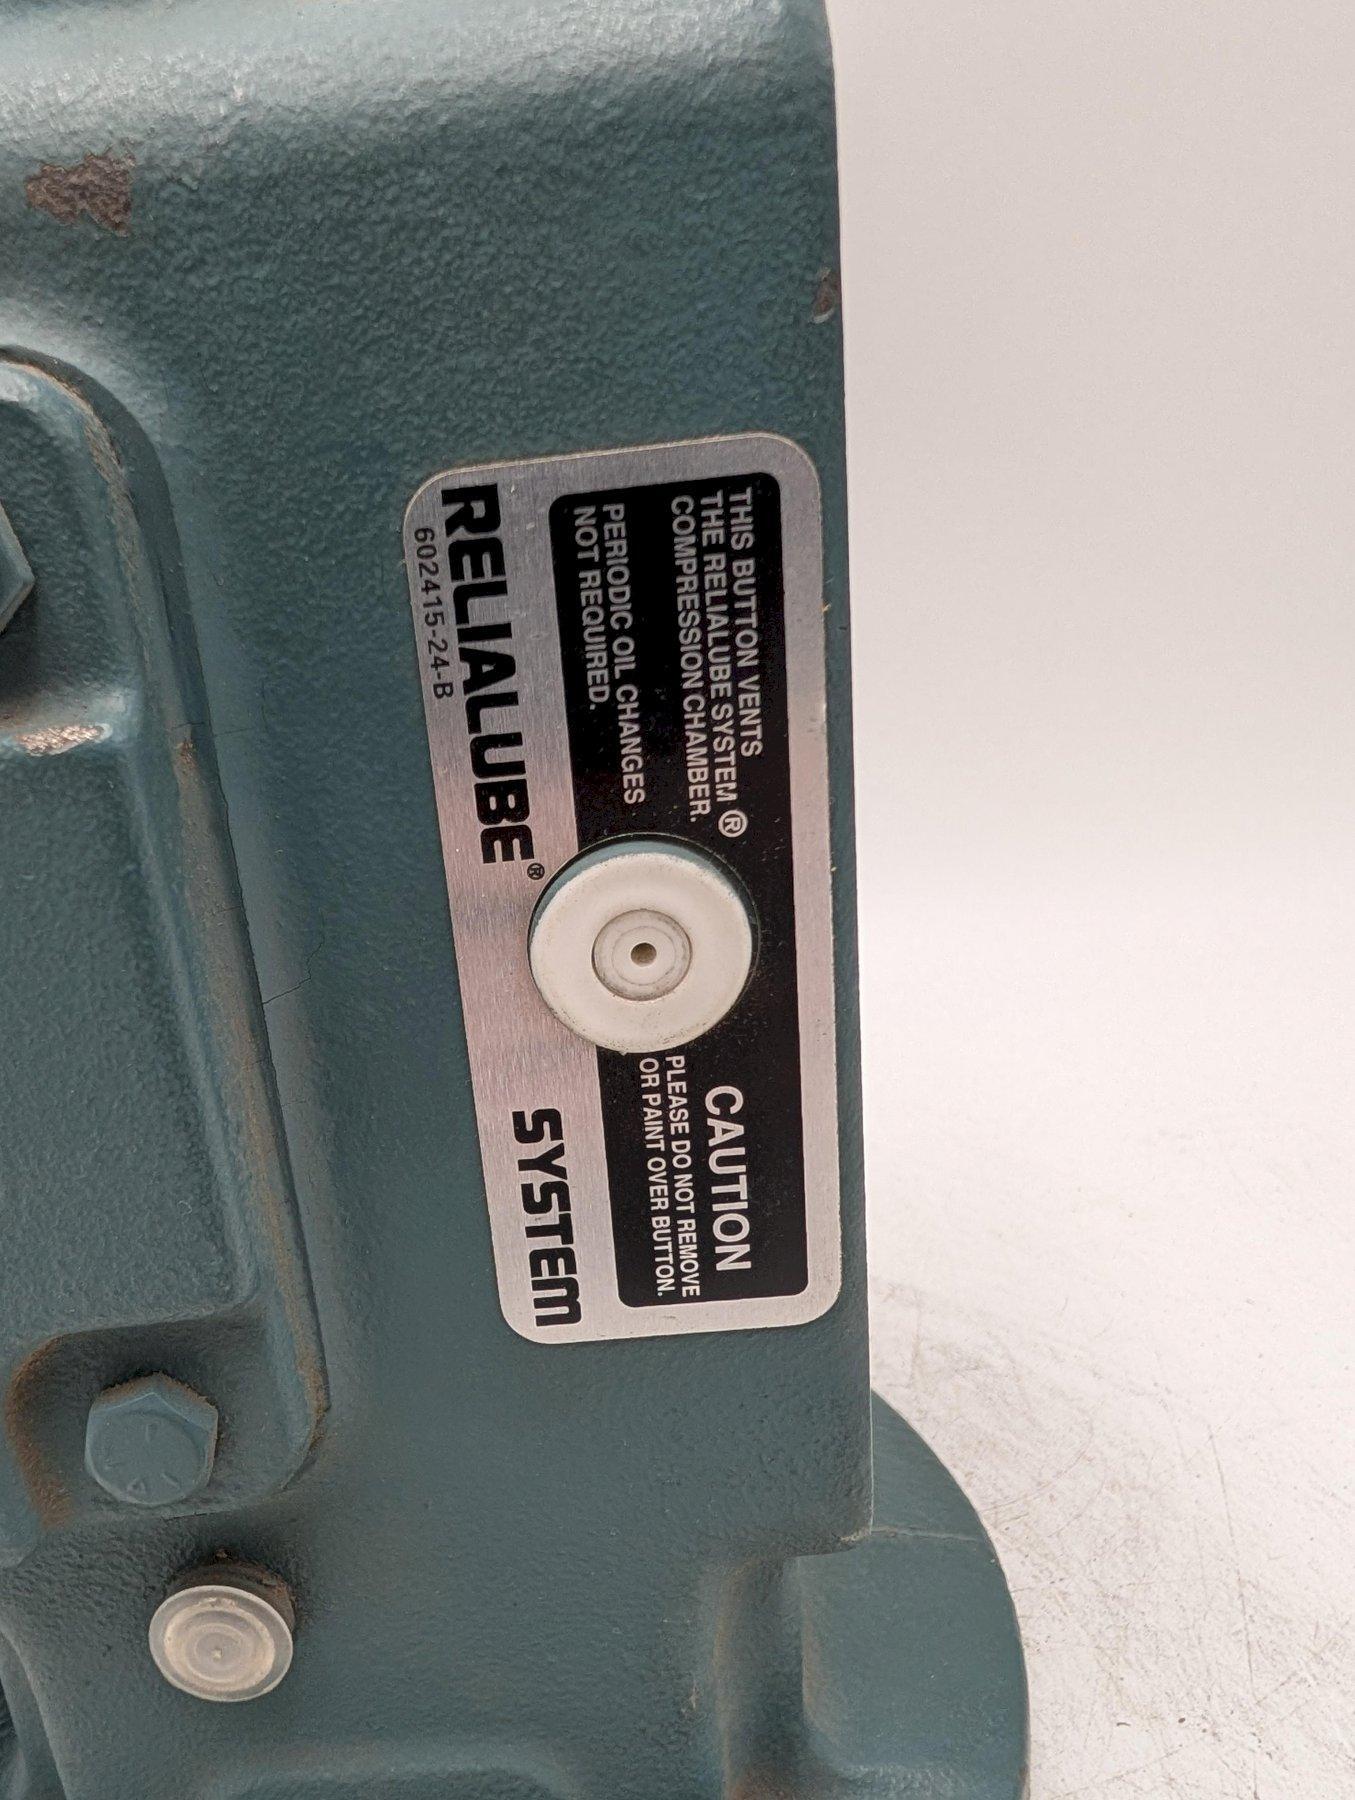 THIS BUTTON VENTS
THE RELIALUBE SYSTEM ®
COMPRESSION CHAMBER.
PERIODIC OIL CHANGES
NOT REQUIRED.
CAUTION
PLEASE DO NOT REMOVE
OR PAINT OVER BUTTON.
RELIALUBE® SYSTEM
602415-24-B